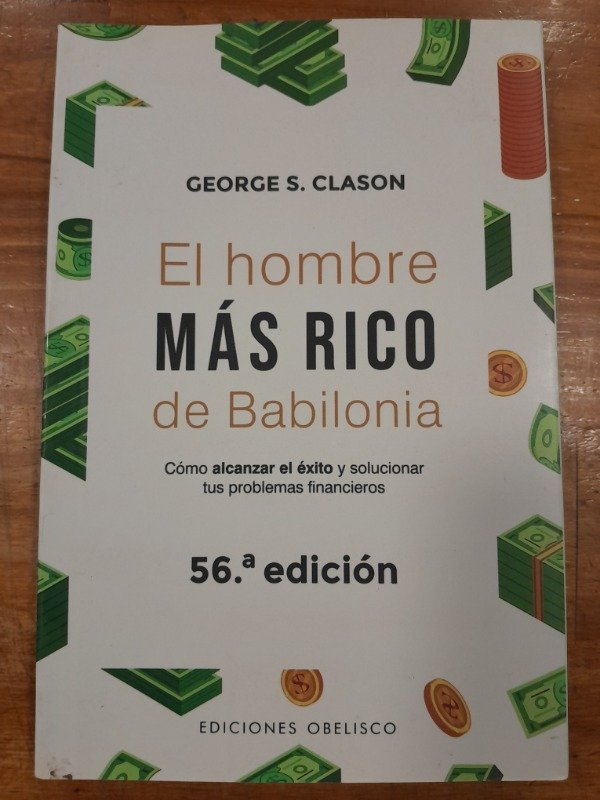 GEORGE S. CLASON
El hombre
MÁS RICO
de Babilonia
Cómo alcanzar el éxito y solucionar
tus problemas financieros
56.ª edición
EDICIONES OBELISCO